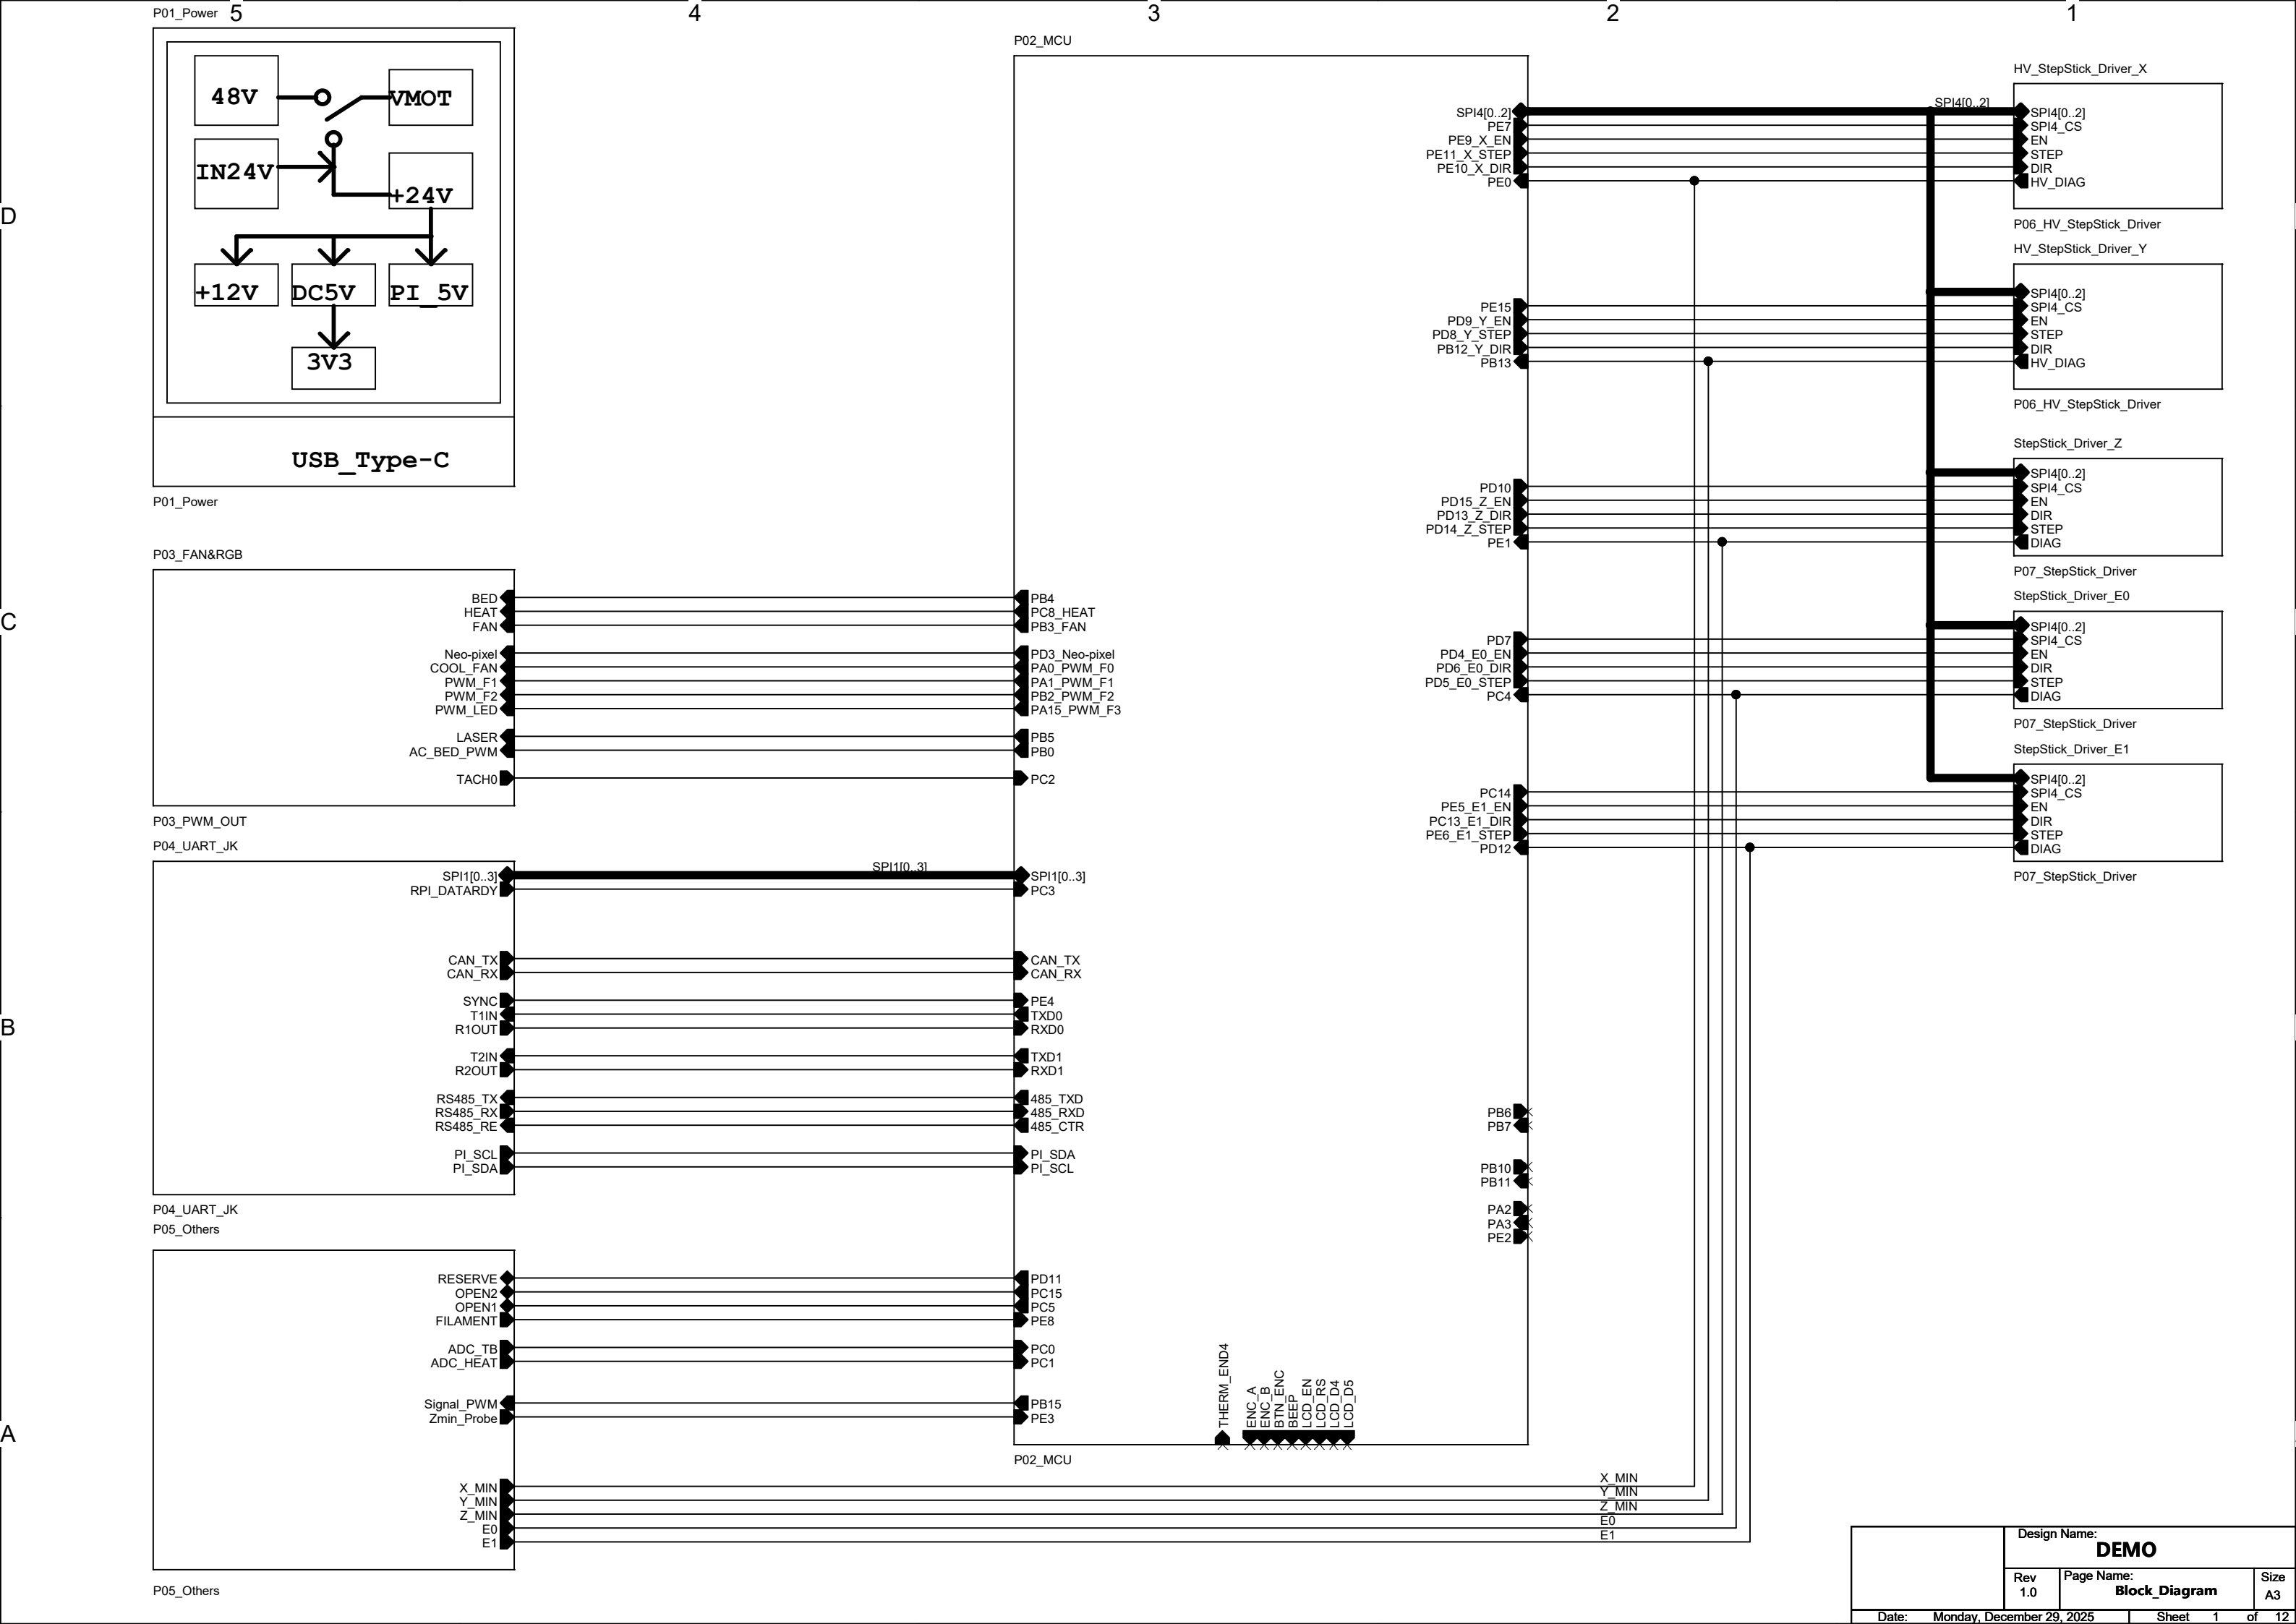 5
4
3
2
1
D
C
B
A
P01_Power
48V
VMOT
IN24V
+24V
+12V
DC5V
PI_5V
3V3
USB_Type-C
P01_Power
P03_FAN&RGB
BED
HEAT
FAN
Neo-pixel
COOL_FAN
PWM_F1
PWM_F2
PWM_LED
LASER
AC_BED_PWM
TACH0
P03_PWM_OUT
P04_UART_JK
SPI1[0..3]
RPI_DATARDY
CAN_TX
CAN_RX
SYNC
T1IN
R1OUT
T2IN
R2OUT
RS485_TX
RS485_RX
RS485_RE
PI_SCL
PI_SDA
P04_UART_JK
SPI1[0..3]
P05_Others
RESERVE
OPEN2
OPEN1
FILAMENT
ADC_TB
ADC_HEAT
Signal_PWM
Zmin_Probe
X_MIN
Y_MIN
Z_MIN
E0
E1
P05_Others
P02_MCU
PB4
PC8_HEAT
PB3_FAN
PD3_Neo-pixel
PA0_PWM_F0
PA1_PWM_F1
PB2_PWM_F2
PA15_PWM_F3
PB5
PB0
PC2
SPI1[0..3]
PC3
CAN_TX
CAN_RX
PE4
TXD0
RXD0
TXD1
RXD1
485_TXD
485_RXD
485_CTR
PI_SDA
PI_SCL
PD11
PC15
PC5
PE8
PC0
PC1
PB15
PE3
THERM_END4
ENC_A
ENC_B
BTN_ENC
BEEP
LCD_EN
LCD_RS
LCD_D4
LCD_D5
P02_MCU
SPI4[0..2]
PE7
PE9_X_EN
PE11_X_STEP
PE10_X_DIR
PE0
PE15
PD9_Y_EN
PD8_Y_STEP
PB12_Y_DIR
PB13
PD10
PD15_Z_EN
PD13_Z_DIR
PD14_Z_STEP
PE1
PD7
PD4_E0_EN
PD6_E0_DIR
PD5_E0_STEP
PC4
PC14
PE5_E1_EN
PC13_E1_DIR
PE6_E1_STEP
PD12
PB6
PB7
PB10
PB11
PA2
PA3
PE2
X_MIN
Y_MIN
Z_MIN
E0
E1
SPI4[0..2]
HV_StepStick_Driver_X
SPI4[0..2]
SPI4_CS
EN
STEP
DIR
HV_DIAG
P06_HV_StepStick_Driver
HV_StepStick_Driver_Y
SPI4[0..2]
SPI4_CS
EN
STEP
DIR
HV_DIAG
P06_HV_StepStick_Driver
StepStick_Driver_Z
SPI4[0..2]
SPI4_CS
EN
DIR
STEP
DIAG
P07_StepStick_Driver
StepStick_Driver_E0
SPI4[0..2]
SPI4_CS
EN
DIR
STEP
DIAG
P07_StepStick_Driver
StepStick_Driver_E1
SPI4[0..2]
SPI4_CS
EN
DIR
STEP
DIAG
P07_StepStick_Driver
Design Name:
DEMO
Rev
1.0
Page Name:
Block_Diagram
Size
A3
Date: Monday, December 29, 2025 Sheet 1 of 12